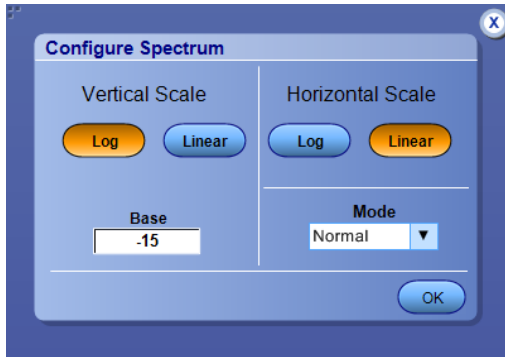 X
Configure Spectrum
Vertical Scale
Horizontal Scale
Log Linear
Log Linear
Base
-15
Mode
Normal
OK